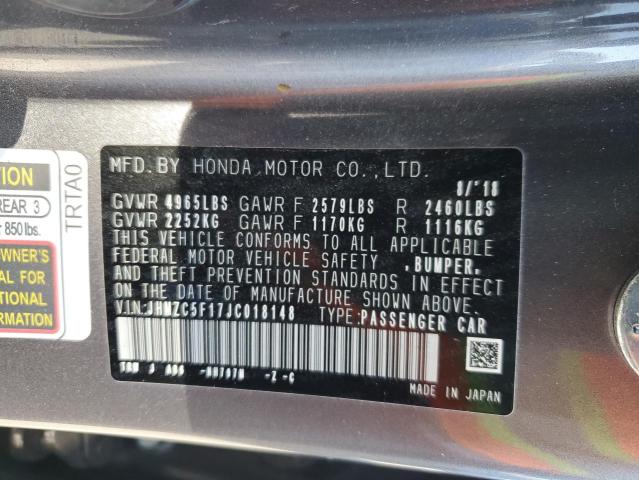 MFD.BY HONDA MOTOR CO.,LTD.
8/'18
GVWR 4965LBS GAWR F 2579LBS R 2460LBS
GVWR 2252KG GAWR F 1170KG R 1116KG
THIS VEHICLE CONFORMS TO ALL APPLICABLE
FEDERAL MOTOR VEHICLE SAFETY ,BUMPER,
AND THEFT PREVENTION STANDARDS IN EFFECT
ON THE DATE OF MANUFACTURE SHOWN ABOVE.
VIN:JHMZC5F17JC018148 TYPE:PASSENGER CAR
-Z -C
MADE IN JAPAN
TRTA0
TION
REAR 3
850lbs.
OWNER'S
AL FOR
TIONAL
RMATION